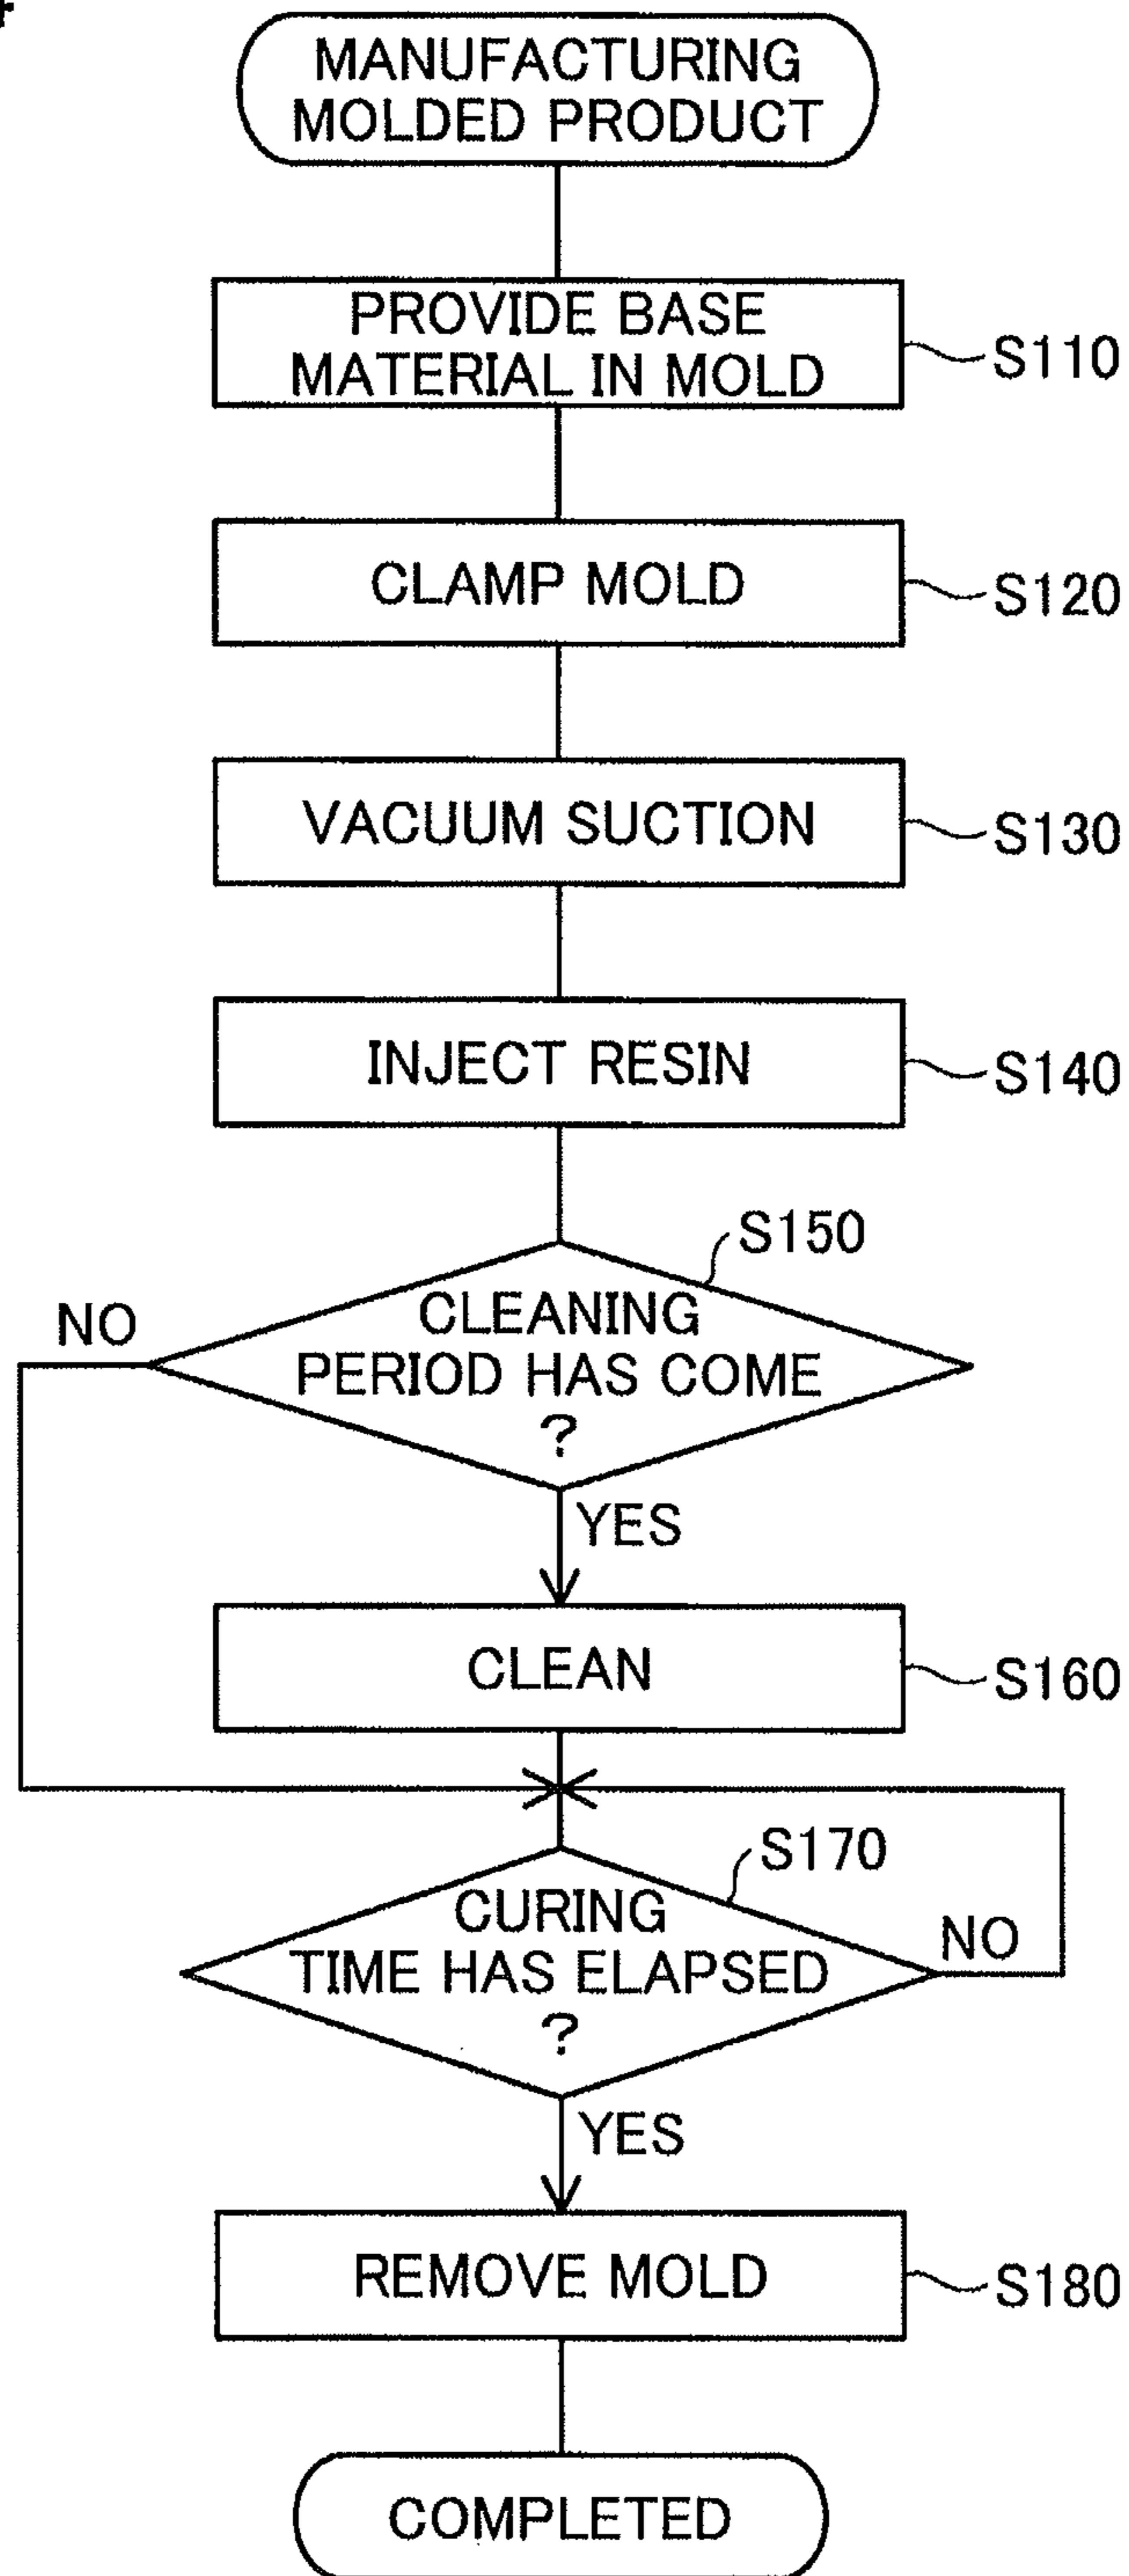 MANUFACTURING
MOLDED PRODUCT
PROVIDE BASE
MATERIAL IN MOLD
S110
CLAMP MOLD
S120
VACUUM SUCTION
S130
INJECT RESIN
S140
S150
NO
CLEANING
PERIOD HAS COME
?
YES
CLEAN
S160
S170
CURING
TIME HAS ELAPSED
?
NO
YES
REMOVE MOLD
S180
COMPLETED